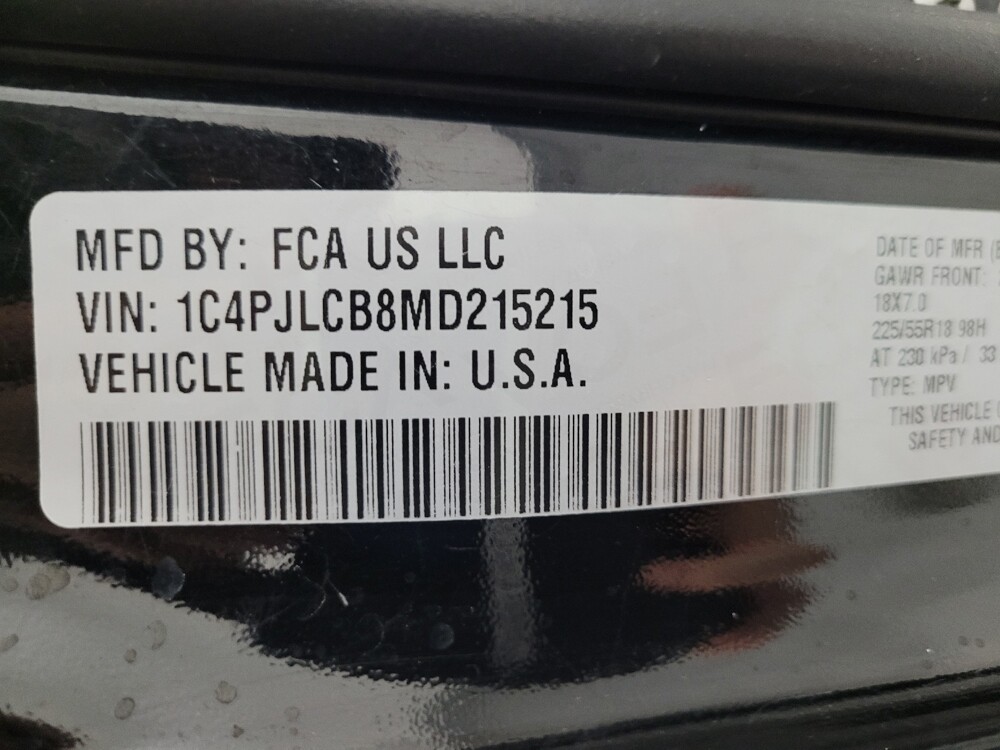 MFD BY: FCA US LLC
VIN: 1C4PJLCB8MD215215
VEHICLE MADE IN: U.S.A.
DATE OF MFR
GAWR FRONT:
18X7.0
225/55R18 98H
AT 230 kPa / 33
TYPE: MPV
THIS VEHICLE
SAFETY AND